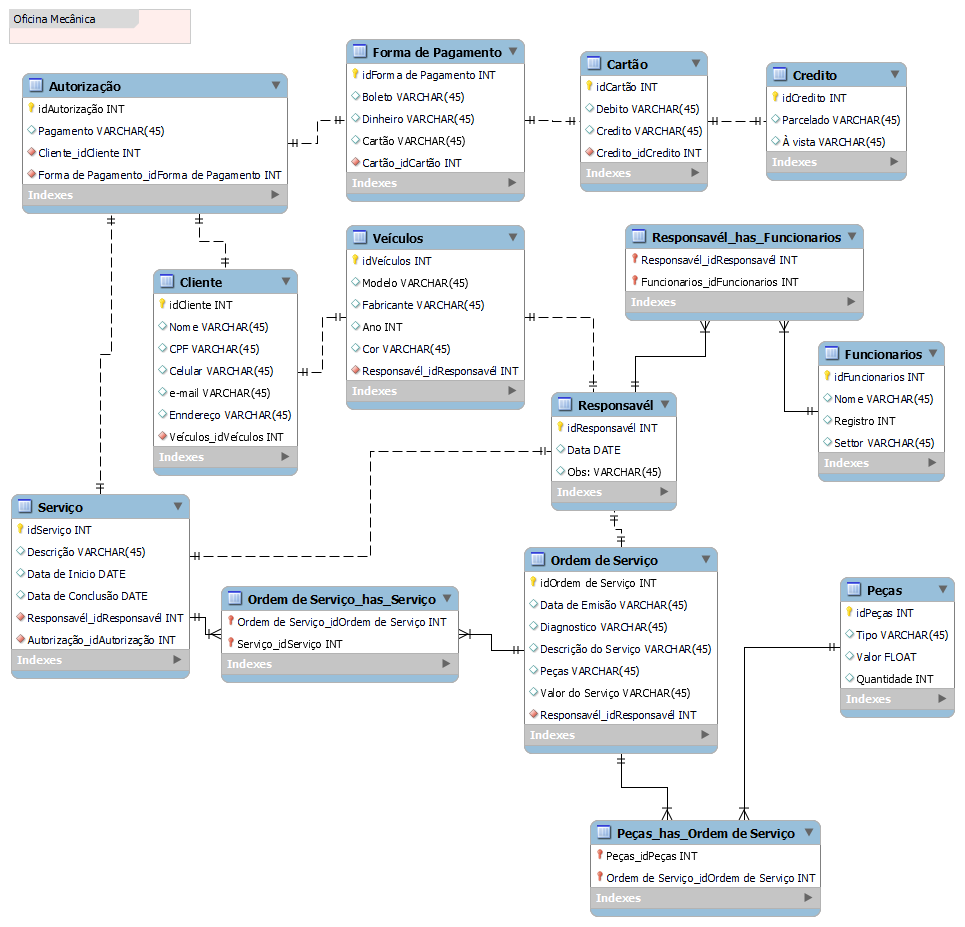 Oficina Mecânica
Autorização
idAutorização INT
Pagamento VARCHAR(45)
Cliente_idCliente INT
Forma de Pagamento_idForma de Pagamento INT
Indexes
Forma de Pagamento
idForma de Pagamento INT
Boleto VARCHAR(45)
Dinheiro VARCHAR(45)
Cartão VARCHAR(45)
Cartão_idCartão INT
Indexes
Cartão
idCartão INT
Debito VARCHAR(45)
Credito VARCHAR(45)
Credito_idCredito INT
Indexes
Credito
idCredito INT
Parcelado VARCHAR(45)
À vista VARCHAR(45)
Indexes
Cliente
idCliente INT
Nome VARCHAR(45)
CPF VARCHAR(45)
Celular VARCHAR(45)
e-mail VARCHAR(45)
Enndereço VARCHAR(45)
Veículos_idVeículos INT
Indexes
Veículos
idVeículos INT
Modelo VARCHAR(45)
Fabricante VARCHAR(45)
Ano INT
Cor VARCHAR(45)
Responsavél_idResponsavél INT
Indexes
Responsavél_has_Funcionarios
Responsavél_idResponsavél INT
Funcionarios_idFuncionarios INT
Indexes
Funcionarios
idFuncionarios INT
Nome VARCHAR(45)
Registro INT
Settor VARCHAR(45)
Indexes
Responsavél
idResponsavél INT
Data DATE
Obs: VARCHAR(45)
Indexes
Serviço
idServiço INT
Descrição VARCHAR(45)
Data de Inicio DATE
Data de Conclusão DATE
Responsavél_idResponsavél INT
Autorização_idAutorização INT
Indexes
Ordem de Serviço_has_Serviço
Ordem de Serviço_idOrdem de Serviço INT
Serviço_idServiço INT
Indexes
Ordem de Serviço
idOrdem de Serviço INT
Data de Emisão VARCHAR(45)
Diagnostico VARCHAR(45)
Descrição do Serviço VARCHAR(45)
Peças VARCHAR(45)
Valor do Serviço VARCHAR(45)
Responsavél_idResponsavél INT
Indexes
Peças
idPeças INT
Tipo VARCHAR(45)
Valor FLOAT
Quantidade INT
Indexes
Peças_has_Ordem de Serviço
Peças_idPeças INT
Ordem de Serviço_idOrdem de Serviço INT
Indexes